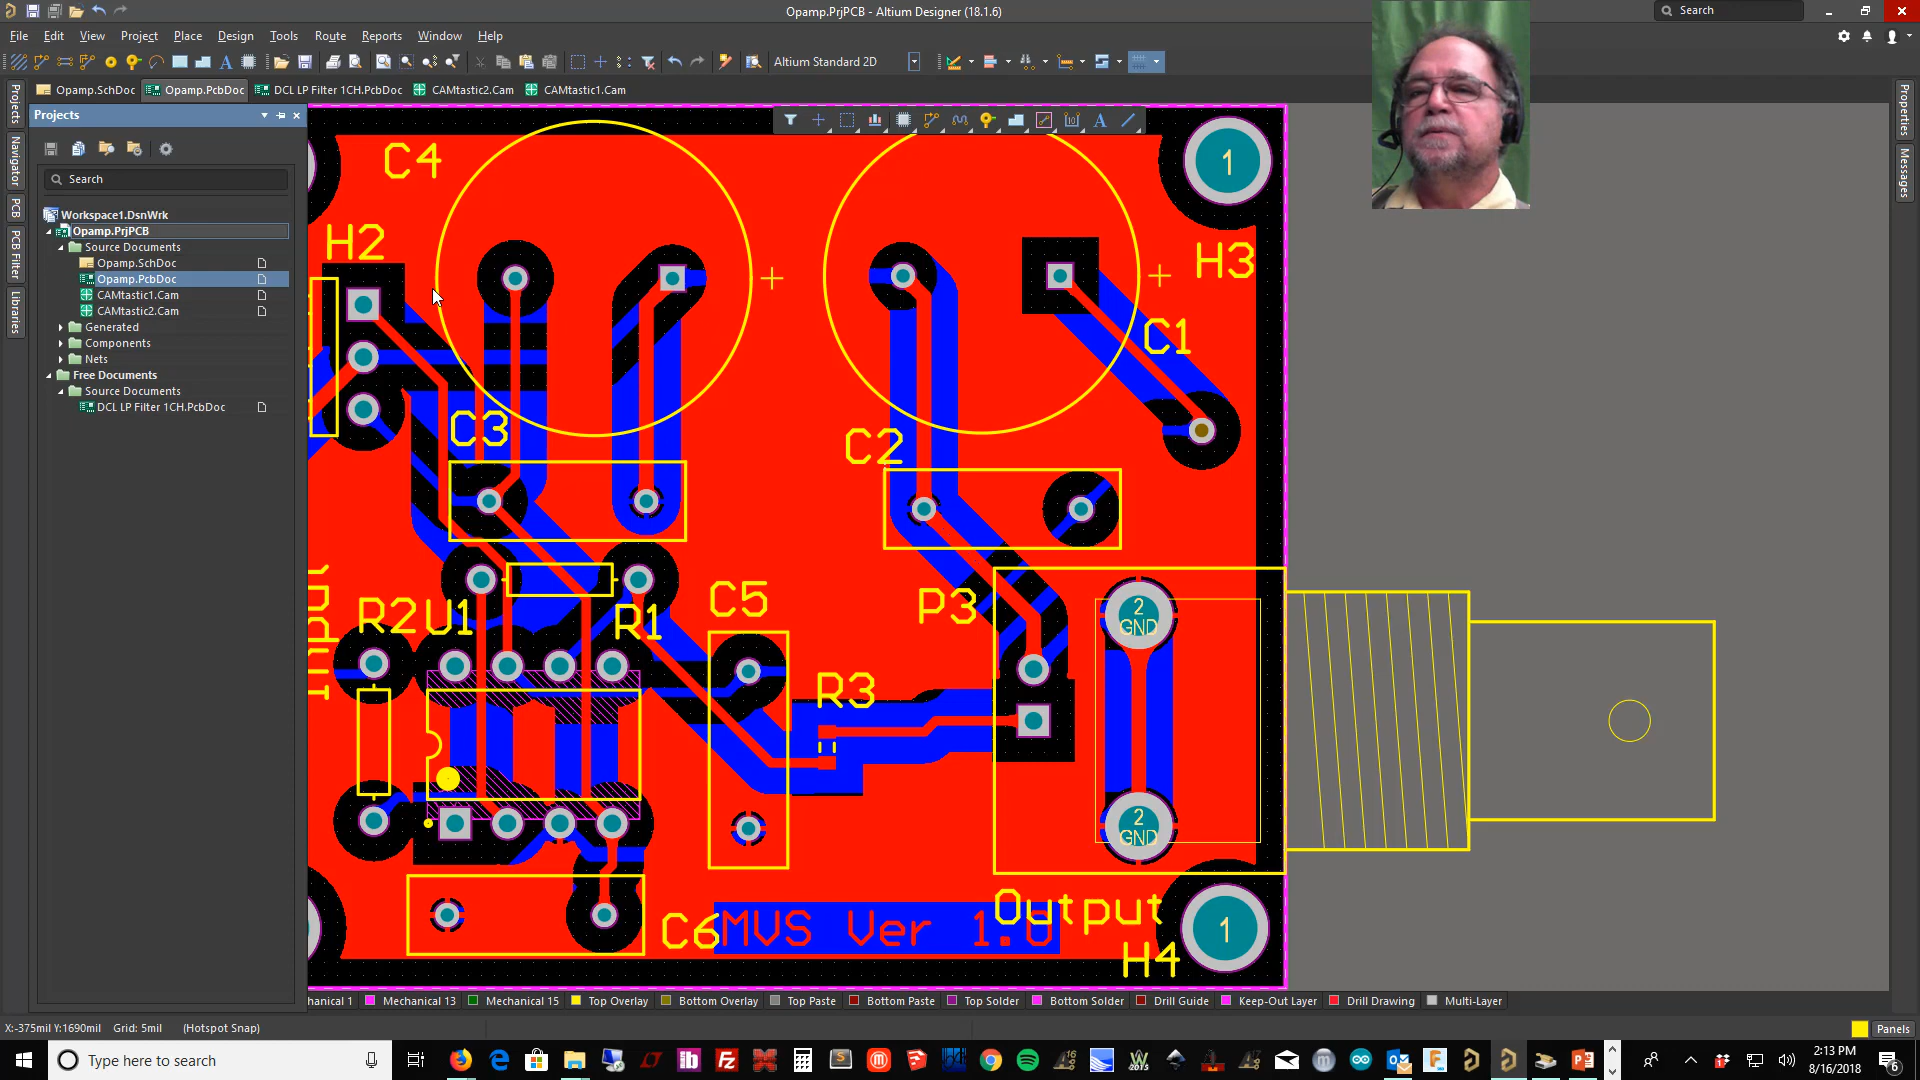 Opamp.PrjPCB - Altium Designer (18.1.6)
Search
File Edit View Project Place Design Tools Route Reports Window Help
Altium Standard 2D
Opamp.SchDoc Opamp.PcbDoc DCL LP Filter 1CH.PcbDoc CAMtastic2.Cam CAMtastic1.Cam
Projects
Navigator
PCB
PCB Filter
Libraries
Properties
Messages
Projects
Search
Workspace1.DsnWrk
Opamp.PrjPCB
Source Documents
Opamp.SchDoc
Opamp.PcbDoc
CAMtastic1.Cam
CAMtastic2.Cam
Generated
Components
Nets
Free Documents
Source Documents
DCL LP Filter 1CH.PcbDoc
C4
1
H2
H3
C1
C3
C2
Input
R2 U1
R1
C5
P3
2
GND
R3
2
GND
C6
MVS Ver 1.0
Output
H4
1
Mechanical 13 Mechanical 15 Top Overlay Bottom Overlay Top Paste Bottom Paste Top Solder Bottom Solder Drill Guide Keep-Out Layer Drill Drawing Multi-Layer
X:-375mil Y:1690mil Grid: 5mil (Hotspot Snap)
Panels
Type here to search
2:13 PM
8/16/2018
6